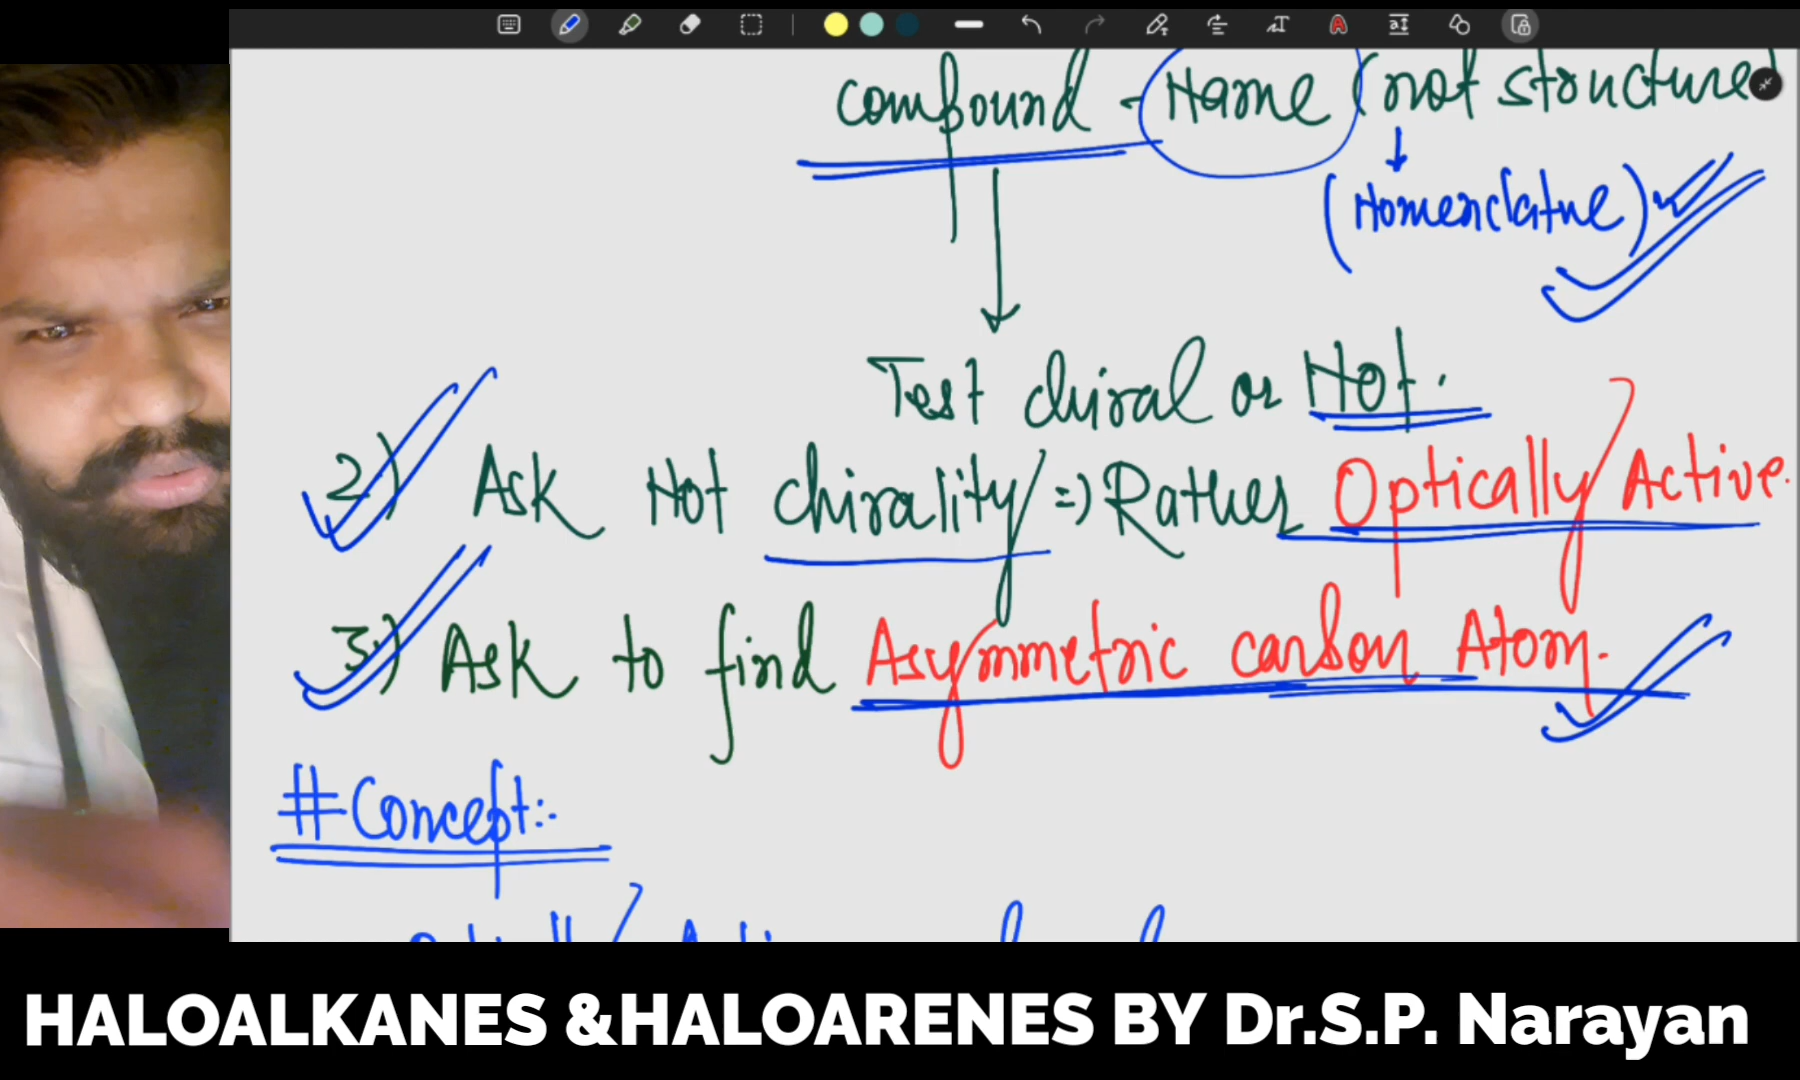 compound - Name (not structure)
(Nomenclatue)
Test chiral or Not.
2) Ask Not chirality => Rather Optically Active.
3) Ask to find Asymmetric carbon Atom.
#Concept:-
HALOALKANES &HALOARENES BY Dr.S.P. Narayan